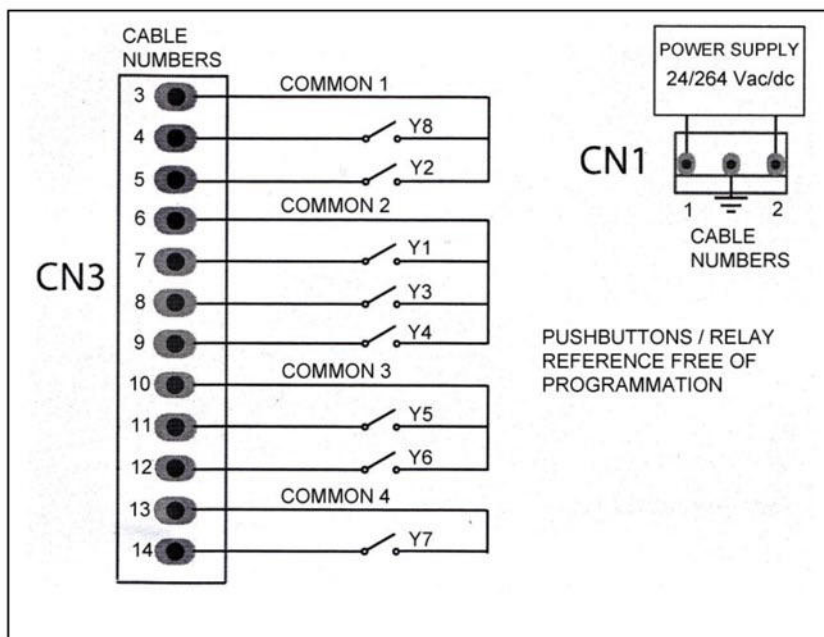 CABLE
NUMBERS
3 COMMON 1
4 Y8
5 Y2
6 COMMON 2
7 Y1
8 Y3
9 Y4
10 COMMON 3
11 Y5
12 Y6
13 COMMON 4
14 Y7
CN3
POWER SUPPLY
24/264 Vac/dc
CN1
1 2
CABLE
NUMBERS
PUSHBUTTONS / RELAY
REFERENCE FREE OF
PROGRAMMATION